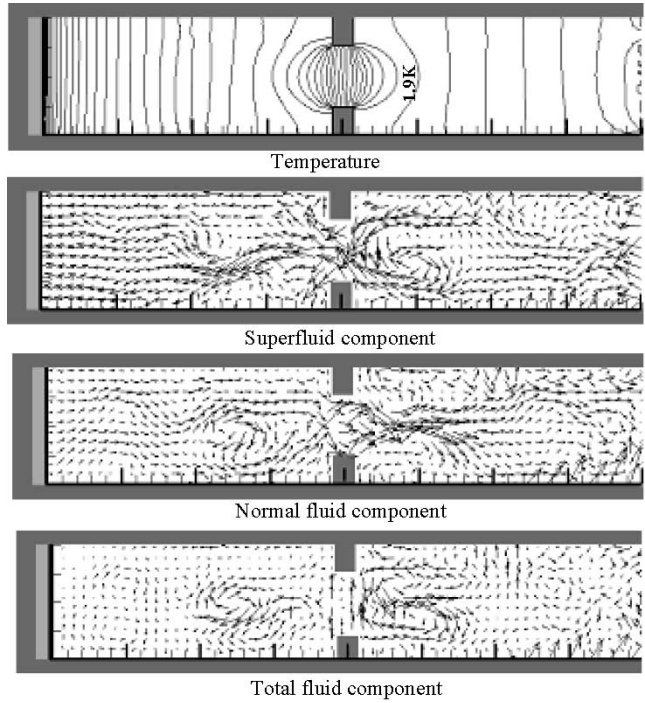 1.9K
Temperature
Superfluid component
Normal fluid component
Total fluid component